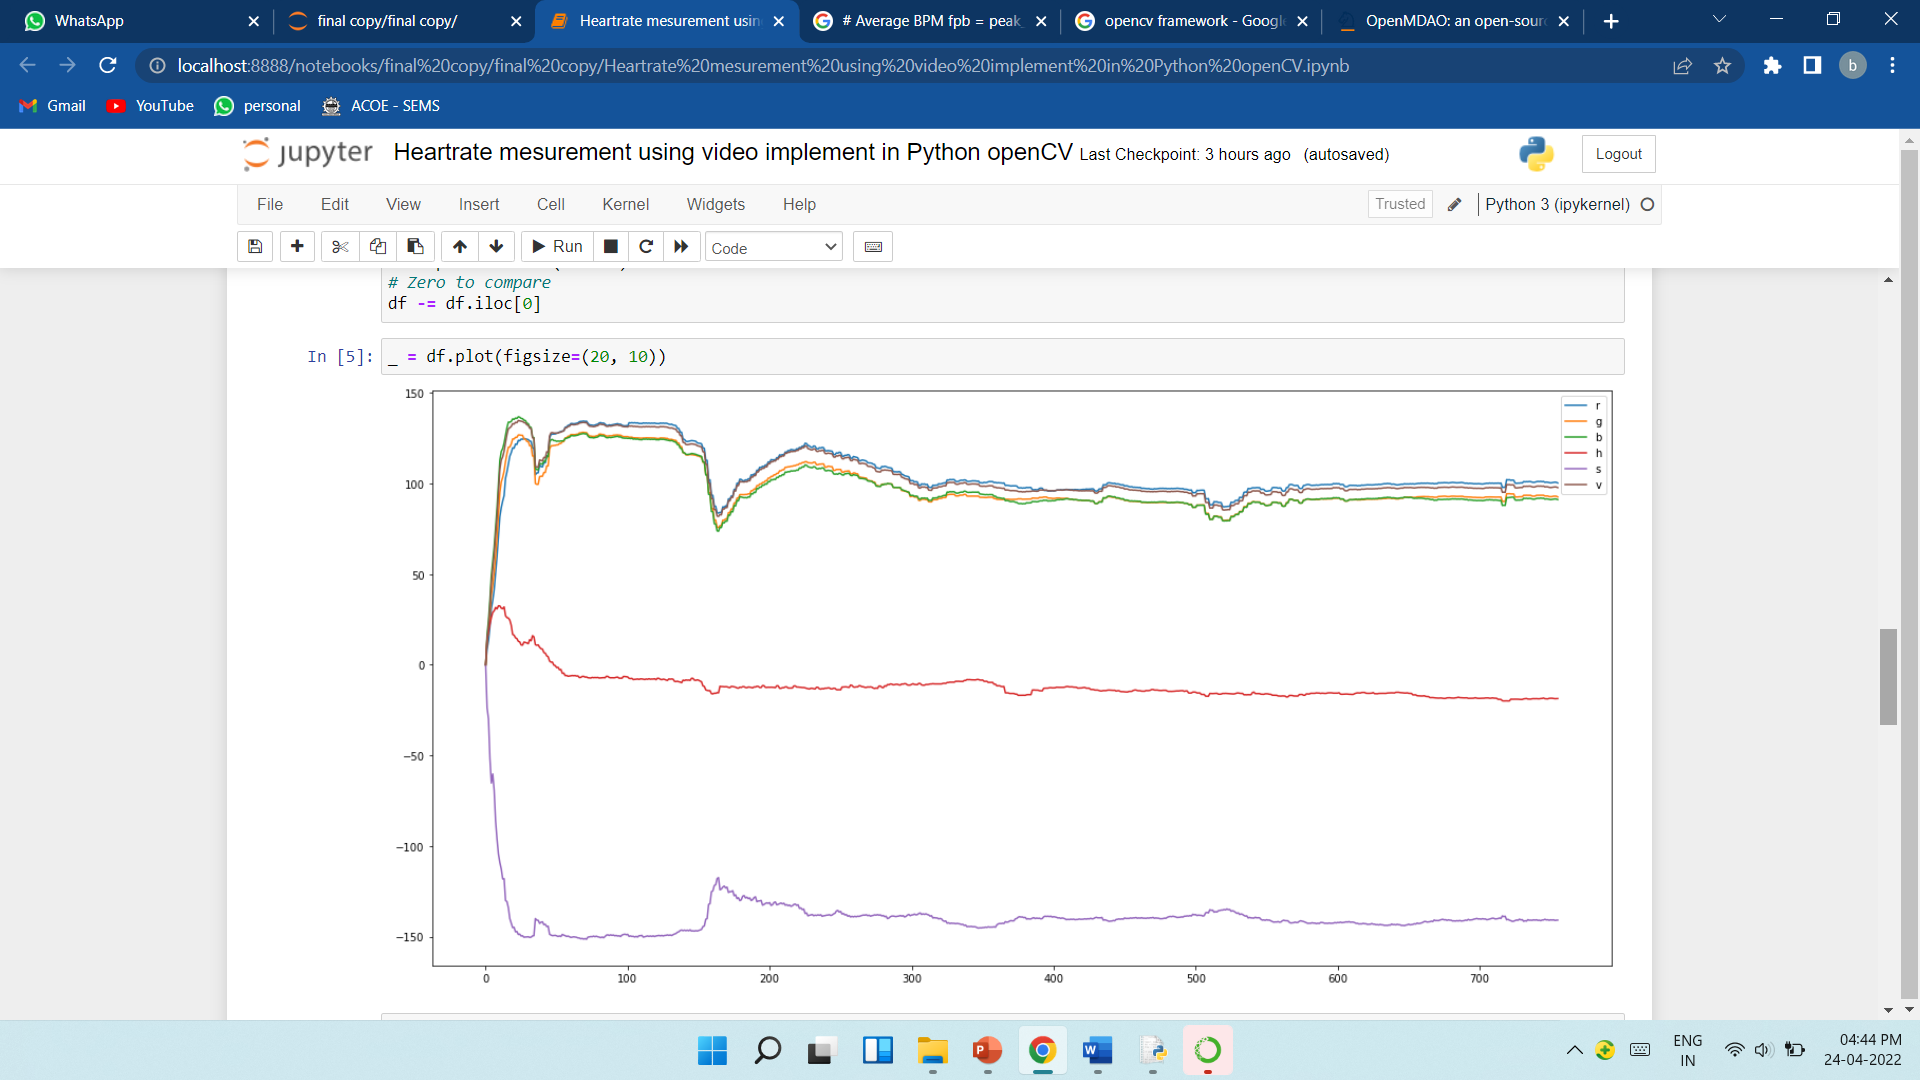 WhatsApp
final copy/final copy/
Heartrate mesurement usin
# Average BPM fpb = peak_
opencv framework - Google
OpenMDAO: an open-sour
localhost:8888/notebooks/final%20copy/final%20copy/Heartrate%20mesurement%20using%20video%20implement%20in%20Python%20openCV.ipynb
b
Gmail
YouTube
personal
ACOE - SEMS
jupyter
Heartrate mesurement using video implement in Python openCV Last Checkpoint: 3 hours ago (autosaved)
Logout
File Edit View Insert Cell Kernel Widgets Help
Trusted
Python 3 (ipykernel)
Run
Code
# Zero to compare
df -= df.iloc[0]
In [5]:
_ = df.plot(figsize=(20, 10))
150
100
50
0
−50
−100
−150
r
g
b
h
s
v
0 100 200 300 400 500 600 700
ENG
IN
04:44 PM
24-04-2022